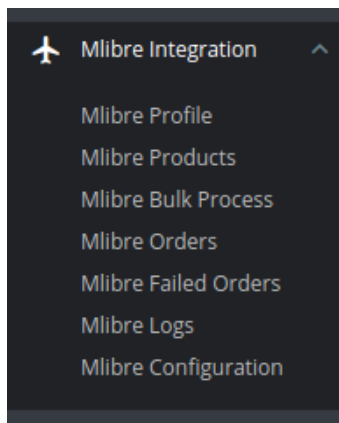 Mlibre Integration
Mlibre Profile
Mlibre Products
Mlibre Bulk Process
Mlibre Orders
Mlibre Failed Orders
Mlibre Logs
Mlibre Configuration